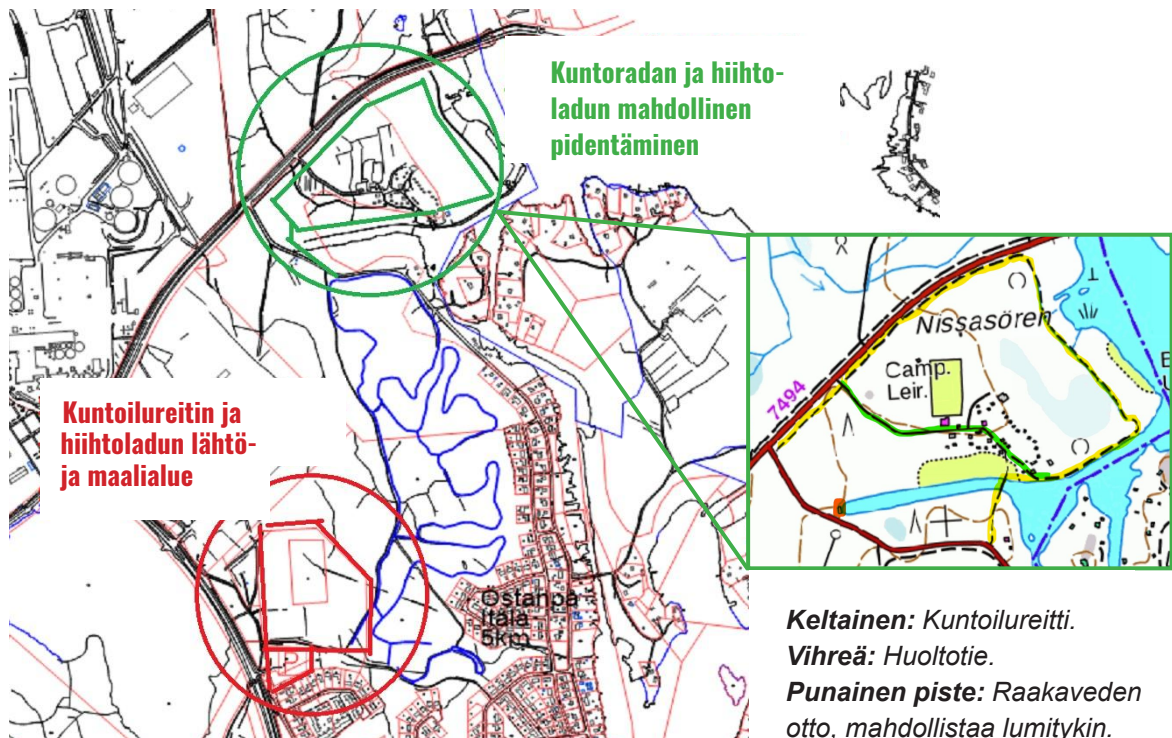 Kuntoradan ja hiihto-
ladun mahdollinen
pidentäminen
Nissasören
Camp.
Leir.
7494
Kuntoilureitin ja
hiihtoladun lähtö-
ja maalialue
Östanpå
Itälä
5km
Keltainen: Kuntoilureitti.
Vihreä: Huoltotie.
Punainen piste: Raakaveden
otto, mahdollistaa lumitykin.